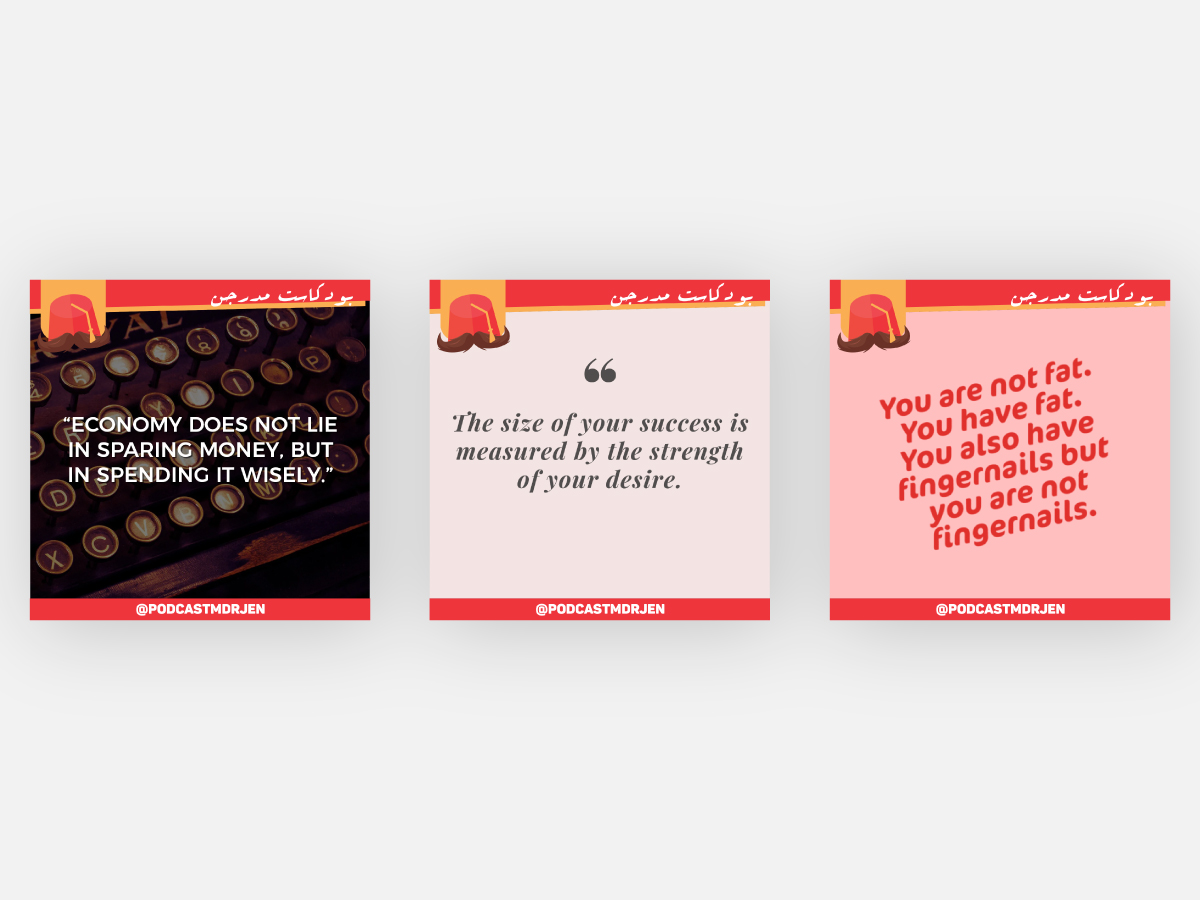 بودكاست مدرجن
“ECONOMY DOES NOT LIE
IN SPARING MONEY, BUT
IN SPENDING IT WISELY.”
@PODCASTMDRJEN
بودكاست مدرجن
“
The size of your success is
measured by the strength
of your desire.
@PODCASTMDRJEN
بودكاست مدرجن
You are not fat.
You have fat.
You also have
fingernails but
you are not
fingernails.
@PODCASTMDRJEN